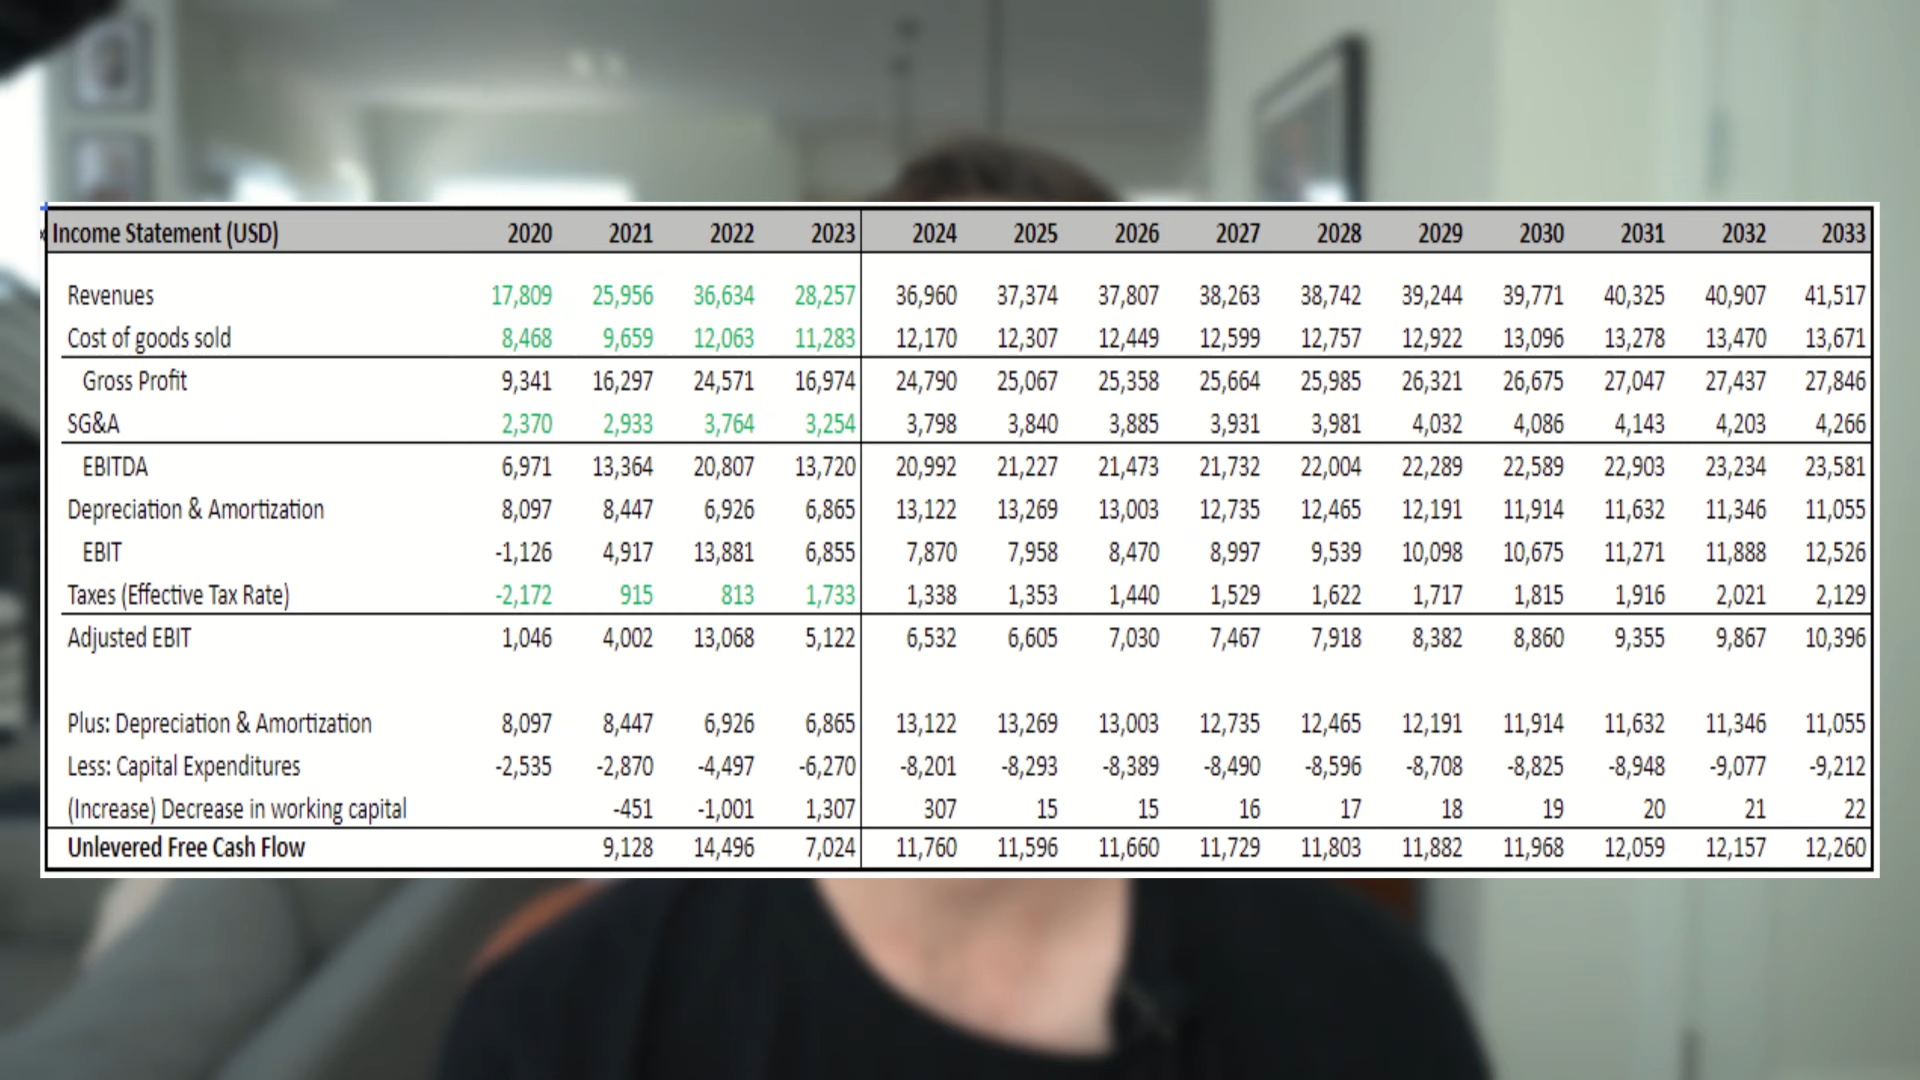 Income Statement (USD) 2020 2021 2022 2023 2024 2025 2026 2027 2028 2029 2030 2031 2032 2033
Revenues 17,809 25,956 36,634 28,257 36,960 37,374 37,807 38,263 38,742 39,244 39,771 40,325 40,907 41,517
Cost of goods sold 8,468 9,659 12,063 11,283 12,170 12,307 12,449 12,599 12,757 12,922 13,096 13,278 13,470 13,671
Gross Profit 9,341 16,297 24,571 16,974 24,790 25,067 25,358 25,664 25,985 26,321 26,675 27,047 27,437 27,846
SG&A 2,370 2,933 3,764 3,254 3,798 3,840 3,885 3,931 3,981 4,032 4,086 4,143 4,203 4,266
EBITDA 6,971 13,364 20,807 13,720 20,992 21,227 21,473 21,732 22,004 22,289 22,589 22,903 23,234 23,581
Depreciation & Amortization 8,097 8,447 6,926 6,865 13,122 13,269 13,003 12,735 12,465 12,191 11,914 11,632 11,346 11,055
EBIT -1,126 4,917 13,881 6,855 7,870 7,958 8,470 8,997 9,539 10,098 10,675 11,271 11,888 12,526
Taxes (Effective Tax Rate) -2,172 915 813 1,733 1,338 1,353 1,440 1,529 1,622 1,717 1,815 1,916 2,021 2,129
Adjusted EBIT 1,046 4,002 13,068 5,122 6,532 6,605 7,030 7,467 7,918 8,382 8,860 9,355 9,867 10,396
Plus: Depreciation & Amortization 8,097 8,447 6,926 6,865 13,122 13,269 13,003 12,735 12,465 12,191 11,914 11,632 11,346 11,055
Less: Capital Expenditures -2,535 -2,870 -4,497 -6,270 -8,201 -8,293 -8,389 -8,490 -8,596 -8,708 -8,825 -8,948 -9,077 -9,212
(Increase) Decrease in working capital -451 -1,001 1,307 307 15 15 16 17 18 19 20 21 22
Unlevered Free Cash Flow 9,128 14,496 7,024 11,760 11,596 11,660 11,729 11,803 11,882 11,968 12,059 12,157 12,260